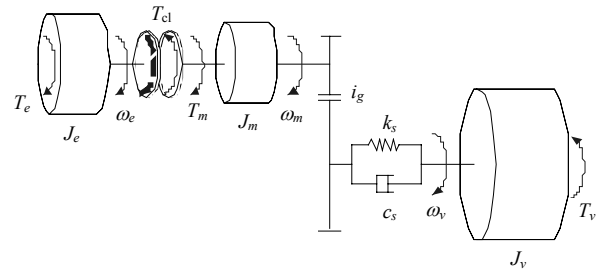 T_cl
T_e
J_e
ω_e
T_m
J_m
ω_m
i_g
k_s
c_s
ω_v
J_v
T_v